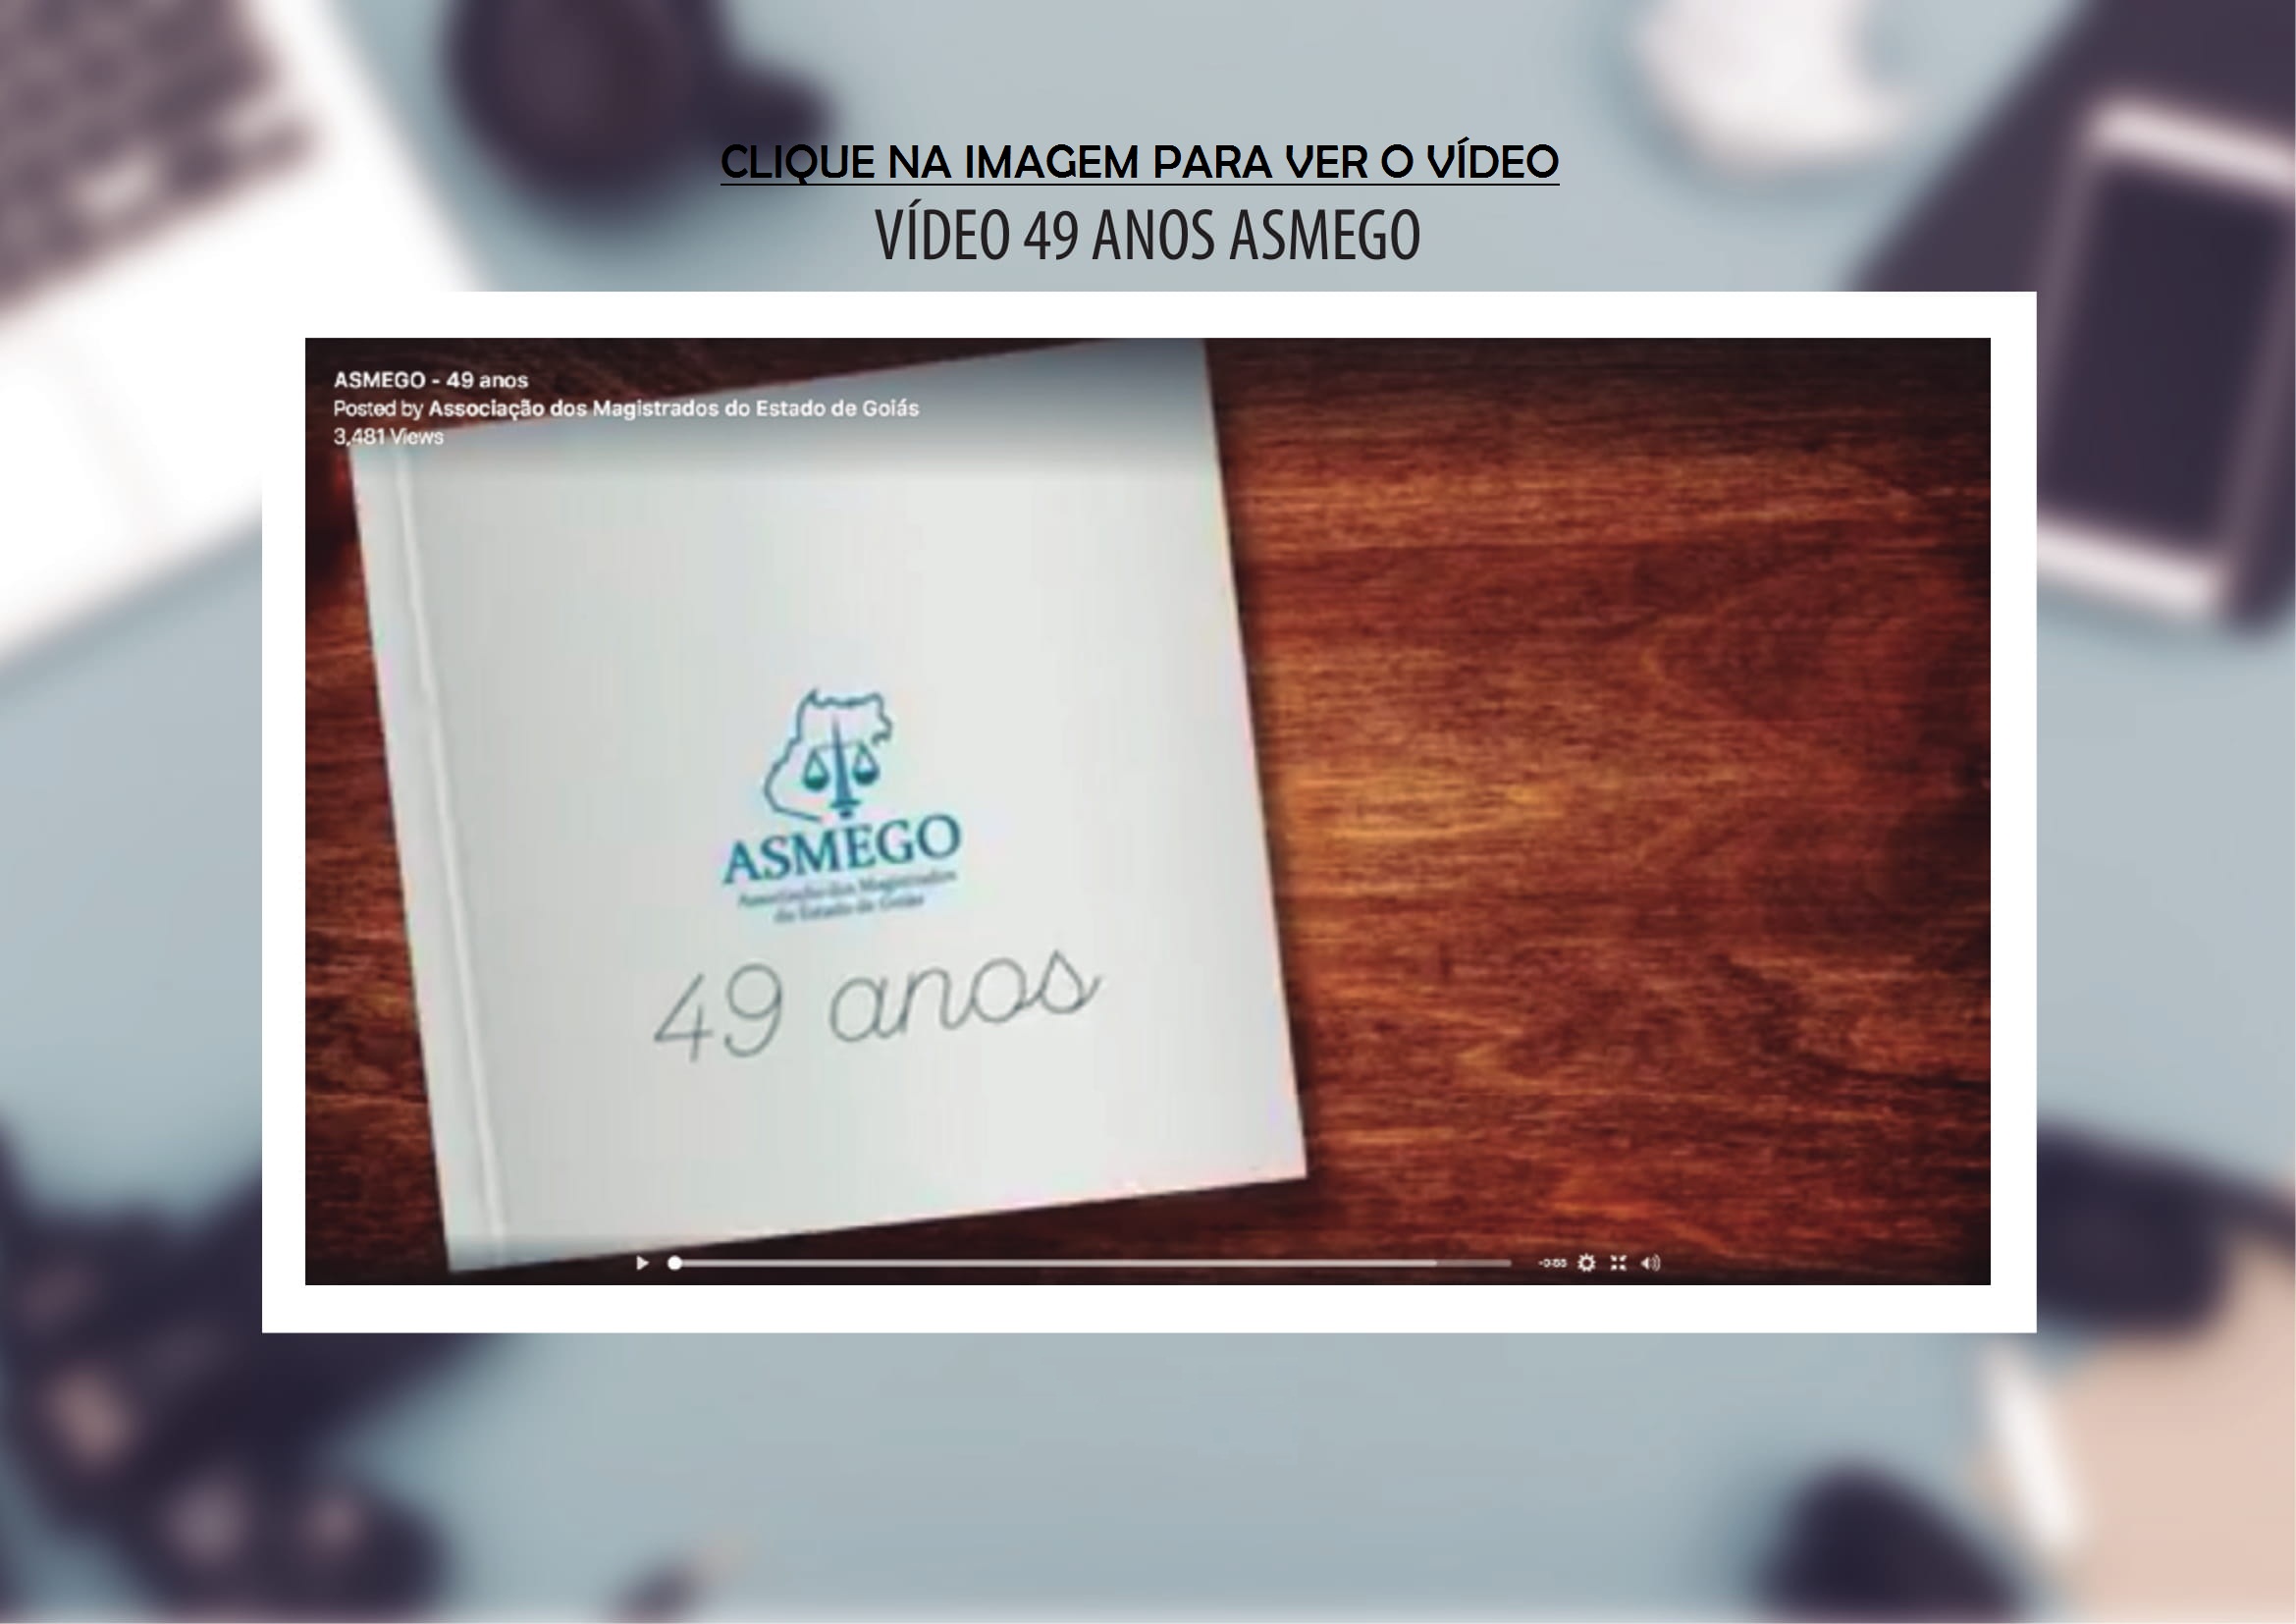 CLIQUE NA IMAGEM PARA VER O VÍDEO
VÍDEO 49 ANOS ASMEGO
ASMEGO - 49 anos
Posted by Associação dos Magistrados do Estado de Goiás
3,481 Views
ASMEGO
Associação dos Magistrados
do Estado de Goiás
49 anos